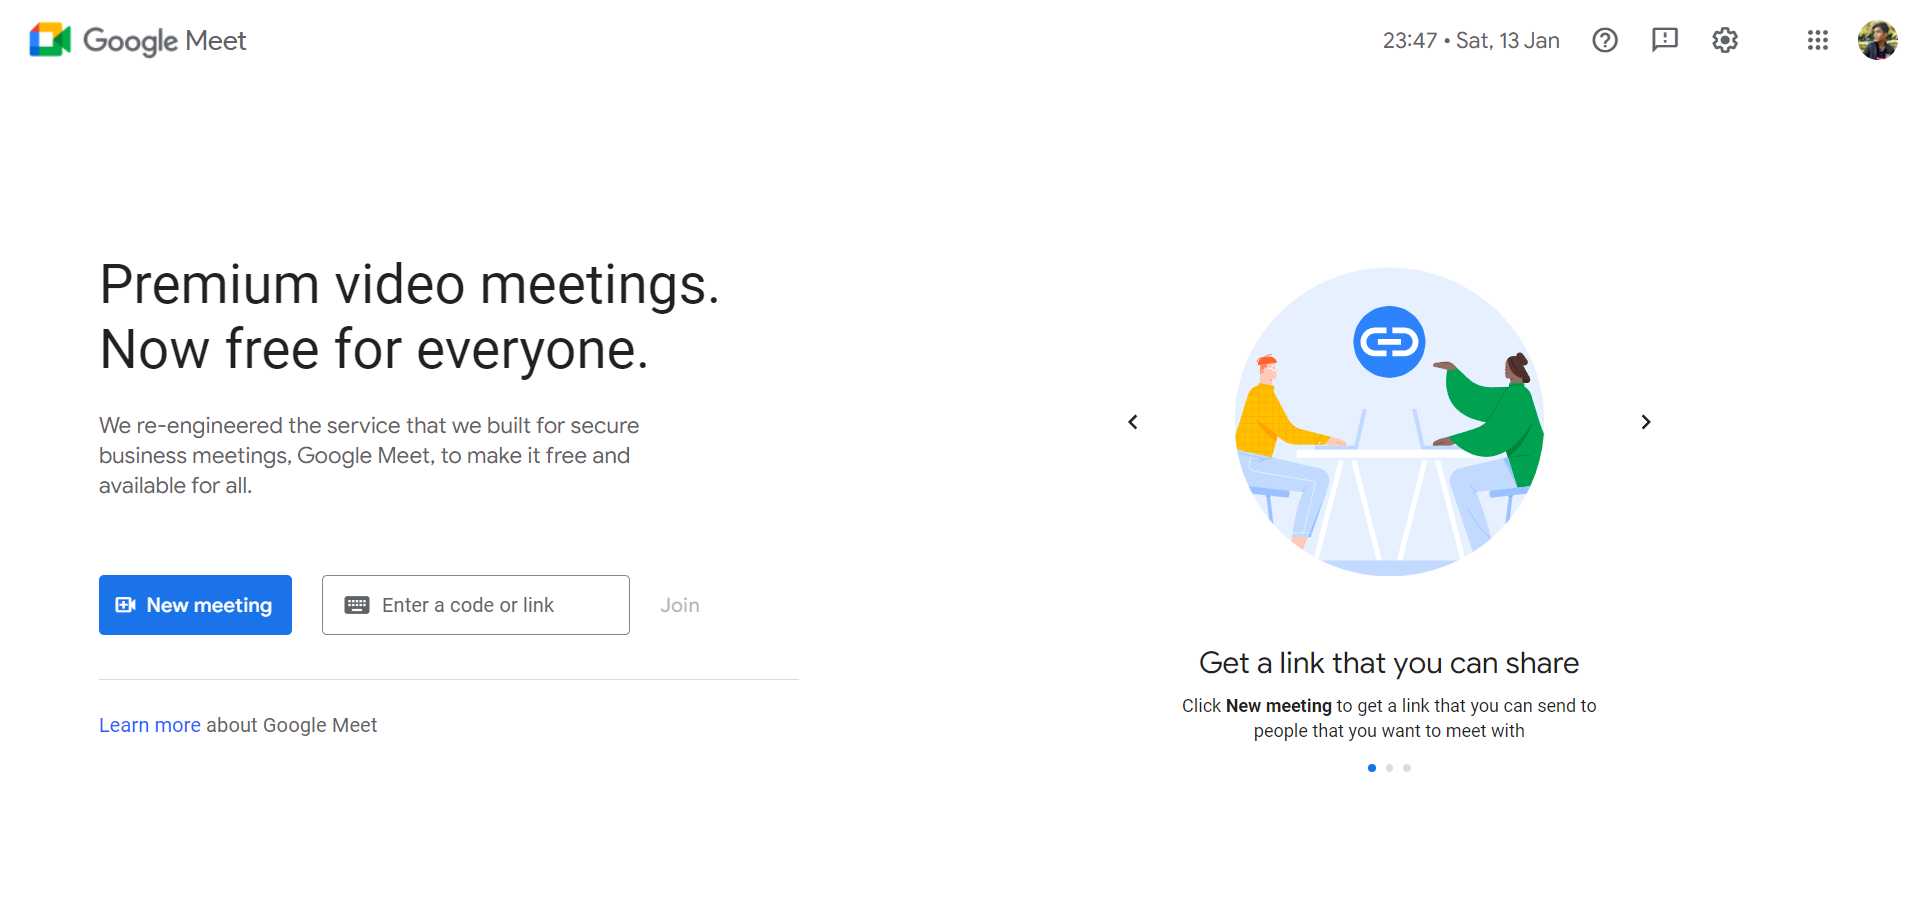 Google Meet
23:47 • Sat, 13 Jan
Premium video meetings.
Now free for everyone.
We re-engineered the service that we built for secure
business meetings, Google Meet, to make it free and
available for all.
New meeting
Enter a code or link
Join
Learn more about Google Meet
Get a link that you can share
Click New meeting to get a link that you can send to
people that you want to meet with